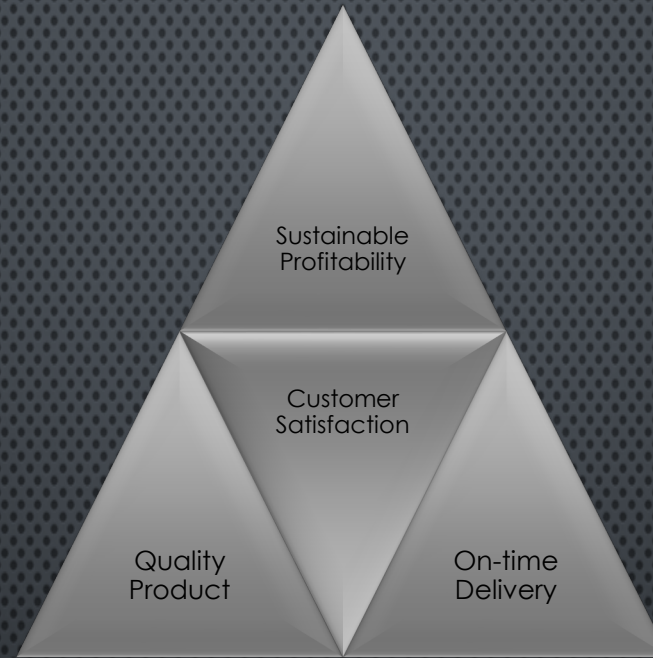 Sustainable
Profitability
Customer
Satisfaction
Quality
Product
On-time
Delivery